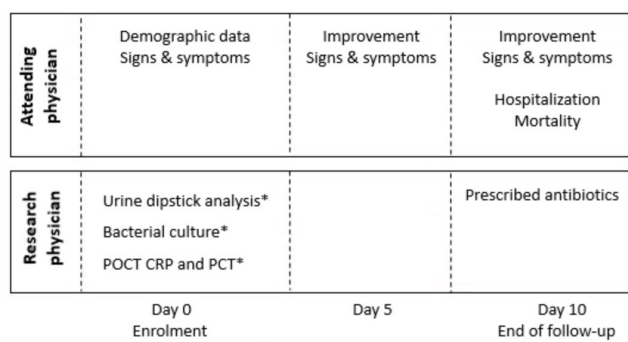 Attending
physician
Demographic data
Signs & symptoms
Improvement
Signs & symptoms
Improvement
Signs & symptoms
Hospitalization
Mortality
Research
physician
Urine dipstick analysis*
Bacterial culture*
POCT CRP and PCT*
Prescribed antibiotics
Day 0
Enrolment
Day 5
Day 10
End of follow-up